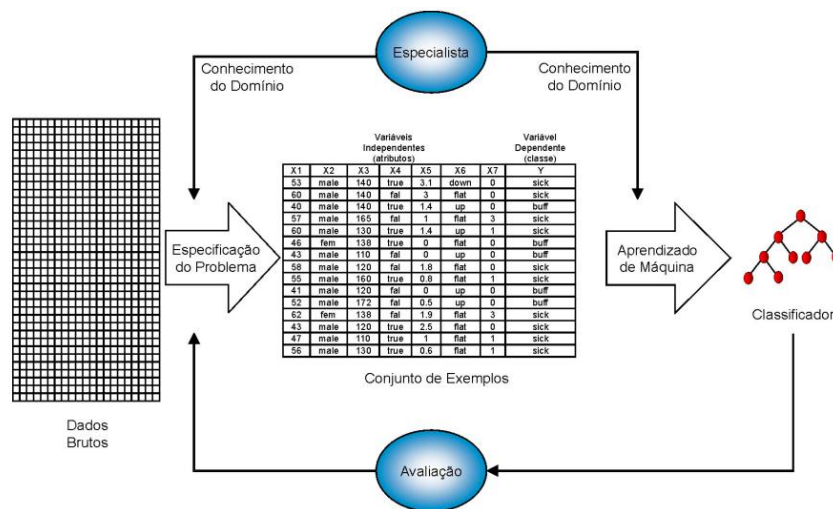 Especialista
Conhecimento
do Domínio
Conhecimento
do Domínio
Variáveis
Independentes
(atributos)
Variável
Dependente
(classe)
X1 X2 X3 X4 X5 X6 X7 Y
53 male 140 true 3.1 down 0 sick
60 male 140 fal 3 flat 0 sick
40 male 140 true 1.4 up 0 buff
57 male 165 fal 1 flat 3 sick
60 male 130 true 1.4 up 1 sick
46 fem 138 true 0 flat 0 buff
43 male 110 fal 0 up 0 buff
58 male 120 fal 1.8 flat 0 sick
55 male 160 true 0.8 flat 1 sick
41 male 120 fal 0 up 0 buff
52 male 172 fal 0.5 up 0 buff
62 fem 138 fal 1.9 flat 3 sick
43 male 120 true 2.5 flat 0 sick
47 male 110 true 1 flat 1 sick
56 male 130 true 0.6 flat 1 sick
Especificação
do Problema
Aprendizado
de Máquina
Classificador
Conjunto de Exemplos
Dados
Brutos
Avaliação